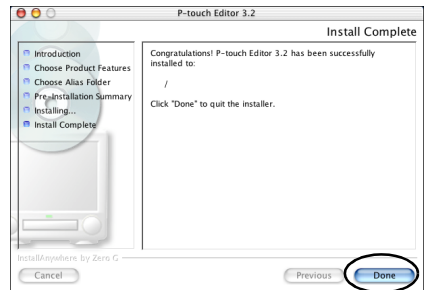 P-touch Editor 3.2
Install Complete
Introduction
Choose Product Features
Choose Alias Folder
Pre-Installation Summary
Installing...
Install Complete
Congratulations! P-touch Editor 3.2 has been successfully
installed to:
/
Click "Done" to quit the installer.
InstallAnywhere by Zero G
Cancel
Previous
Done